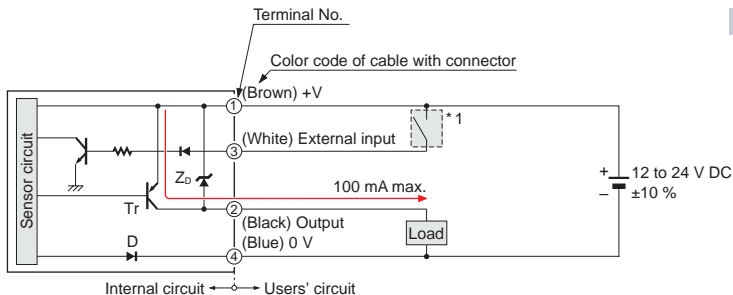 Terminal No.
Color code of cable with connector
(Brown) +V
1
* 1
(White) External input
3
Sensor circuit
ZD
100 mA max.
+ 12 to 24 V DC
– ±10 %
Tr
2
(Black) Output
Load
D
(Blue) 0 V
4
Internal circuit
Users' circuit